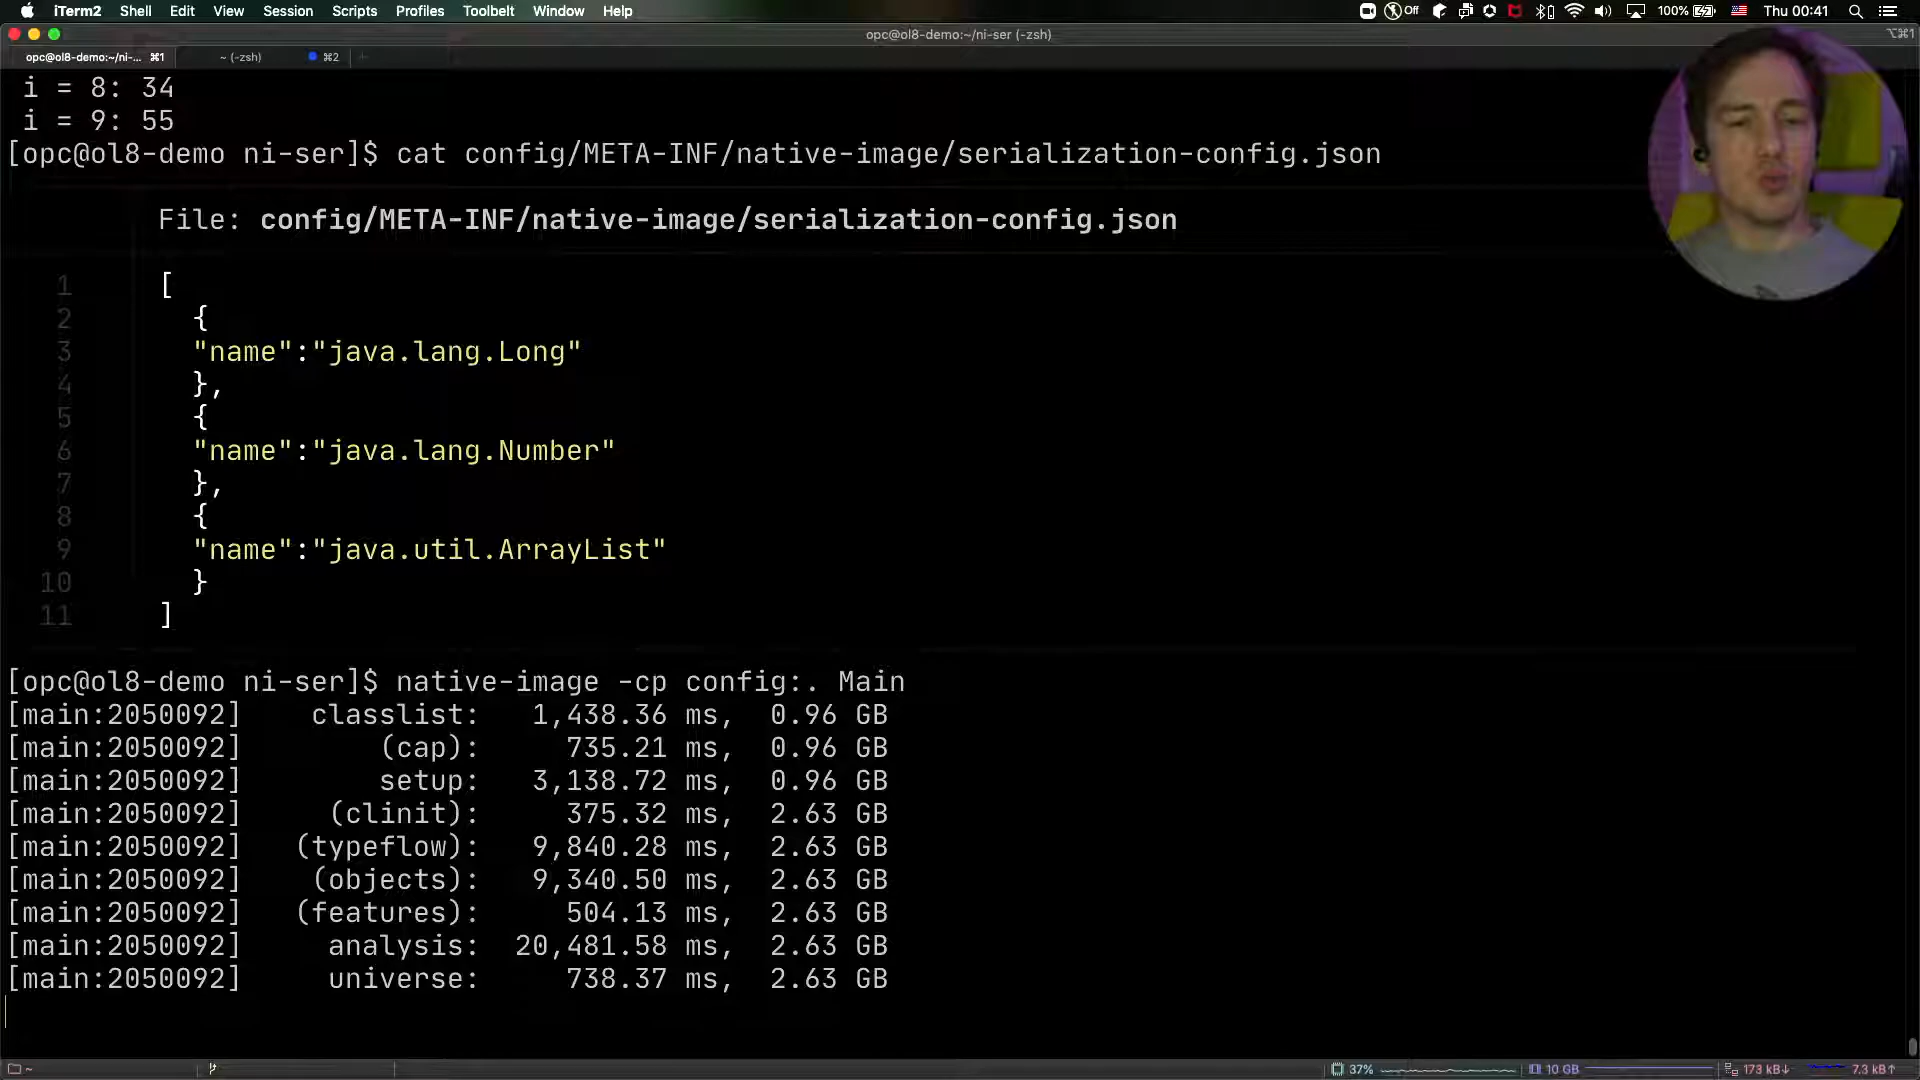 iTerm2 Shell Edit View Session Scripts Profiles Toolbelt Window Help Off 100% Thu 00:41
opc@ol8-demo:~/ni-ser (-zsh) ⌥⌘1
opc@ol8-demo:~/ni-... ⌘1 ~ (-zsh) ⌘2
i = 8: 34
i = 9: 55
[opc@ol8-demo ni-ser]$ cat config/META-INF/native-image/serialization-config.json
File: config/META-INF/native-image/serialization-config.json
1 [
2 {
3 "name":"java.lang.Long"
4 },
5 {
6 "name":"java.lang.Number"
7 },
8 {
9 "name":"java.util.ArrayList"
10 }
11 ]
[opc@ol8-demo ni-ser]$ native-image -cp config:. Main
[main:2050092] classlist: 1,438.36 ms, 0.96 GB
[main:2050092] (cap): 735.21 ms, 0.96 GB
[main:2050092] setup: 3,138.72 ms, 0.96 GB
[main:2050092] (clinit): 375.32 ms, 2.63 GB
[main:2050092] (typeflow): 9,840.28 ms, 2.63 GB
[main:2050092] (objects): 9,340.50 ms, 2.63 GB
[main:2050092] (features): 504.13 ms, 2.63 GB
[main:2050092] analysis: 20,481.58 ms, 2.63 GB
[main:2050092] universe: 738.37 ms, 2.63 GB
~ 37% 10 GB 173 kB↓ 7.3 kB↑